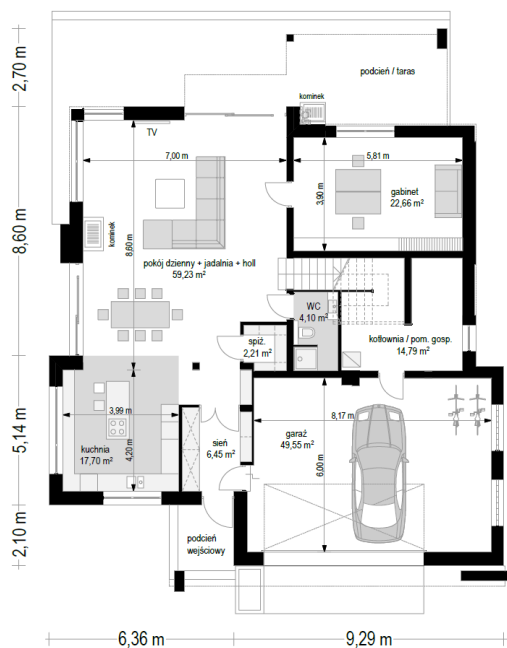 2,70 m
8,60 m
5,14 m
2,10 m
podcień / taras
kominek
TV
7,00 m
5,81 m
3,90 m
gabinet
22,66 m²
kominek
8,60 m
pokój dzienny + jadalnia + holl
59,23 m²
WC
4,10 m²
kotłownia / pom. gosp.
14,79 m²
spiż.
2,21 m²
3,99 m
4,20 m
kuchnia
17,70 m²
sień
6,45 m²
8,17 m
garaż
49,55 m²
6,00 m
podcień
wejściowy
6,36 m
9,29 m